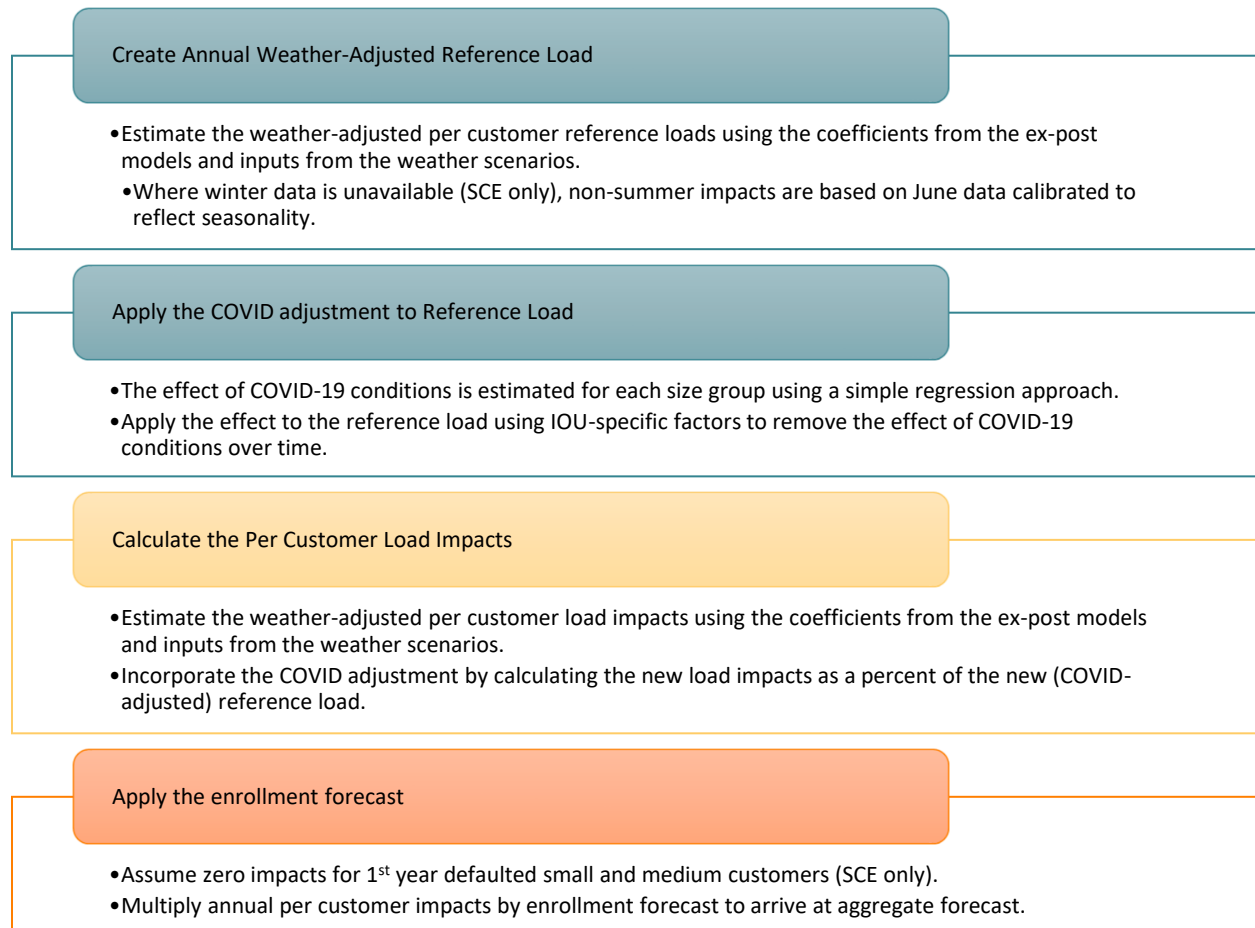 Create Annual Weather-Adjusted Reference Load
•Estimate the weather-adjusted per customer reference loads using the coefficients from the ex-post
models and inputs from the weather scenarios.
•Where winter data is unavailable (SCE only), non-summer impacts are based on June data calibrated to
reflect seasonality.
Apply the COVID adjustment to Reference Load
•The effect of COVID-19 conditions is estimated for each size group using a simple regression approach.
•Apply the effect to the reference load using IOU-specific factors to remove the effect of COVID-19
conditions over time.
Calculate the Per Customer Load Impacts
•Estimate the weather-adjusted per customer load impacts using the coefficients from the ex-post models
and inputs from the weather scenarios.
•Incorporate the COVID adjustment by calculating the new load impacts as a percent of the new (COVID-
adjusted) reference load.
Apply the enrollment forecast
•Assume zero impacts for 1st year defaulted small and medium customers (SCE only).
•Multiply annual per customer impacts by enrollment forecast to arrive at aggregate forecast.